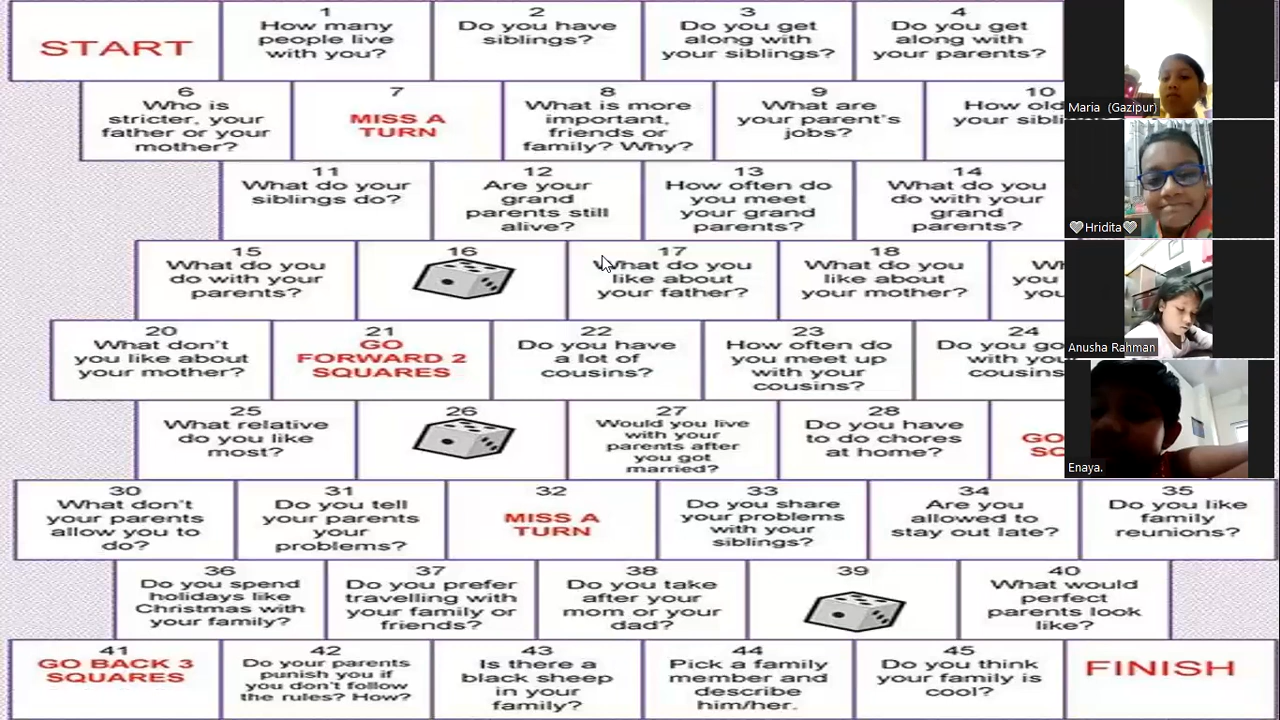 START
1
How many
people live
with you?
2
Do you have
siblings?
3
Do you get
along with
your siblings?
4
Do you get
along with
your parents?
6
Who is
stricter, your
father or your
mother?
7
MISS A
TURN
8
What is more
important,
friends or
family? Why?
9
What are
your parent's
jobs?
10
How old
your
11
What do your
siblings do?
12
Are your
grand
parents still
alive?
13
How often do
you meet
your grand
parents?
14
What do you
do with your
grand
parents?
15
What do you
do with your
parents?
16
17
What do you
like about
your father?
18
What do you
like about
your mother?
you
20
What don't
you like about
your mother?
21
GO
FORWARD 2
SQUARES
22
Do you have
a lot of
cousins?
23
How often do
you meet up
with your
cousins?
24
Do you go
with
cousins
25
What relative
do you like
most?
26
27
Would you live
with your
parents after
you got
married?
28
Do you have
to do chores
at home?
GO
30
What don't
your parents
allow you to
do?
31
Do you tell
your parents
your
problems?
32
MISS A
TURN
33
Do you share
your problems
with your
siblings?
34
Are you
allowed to
stay out late?
35
Do you like
family
reunions?
36
Do you spend
holidays like
Christmas with
your family?
37
Do you prefer
travelling with
your family or
friends?
38
Do you take
after your
mom or your
dad?
39
40
What would
perfect
parents look
like?
41
GO BACK 3
SQUARES
42
Do your parents
punish you if
you don't follow
the rules? How?
43
Is there a
black sheep
in your
family?
44
Pick a family
member and
describe
him/her.
45
Do you think
your family is
cool?
FINISH
Maria (Gazipur)
🤍Hridita🤍
Anusha Rahman
Enaya.